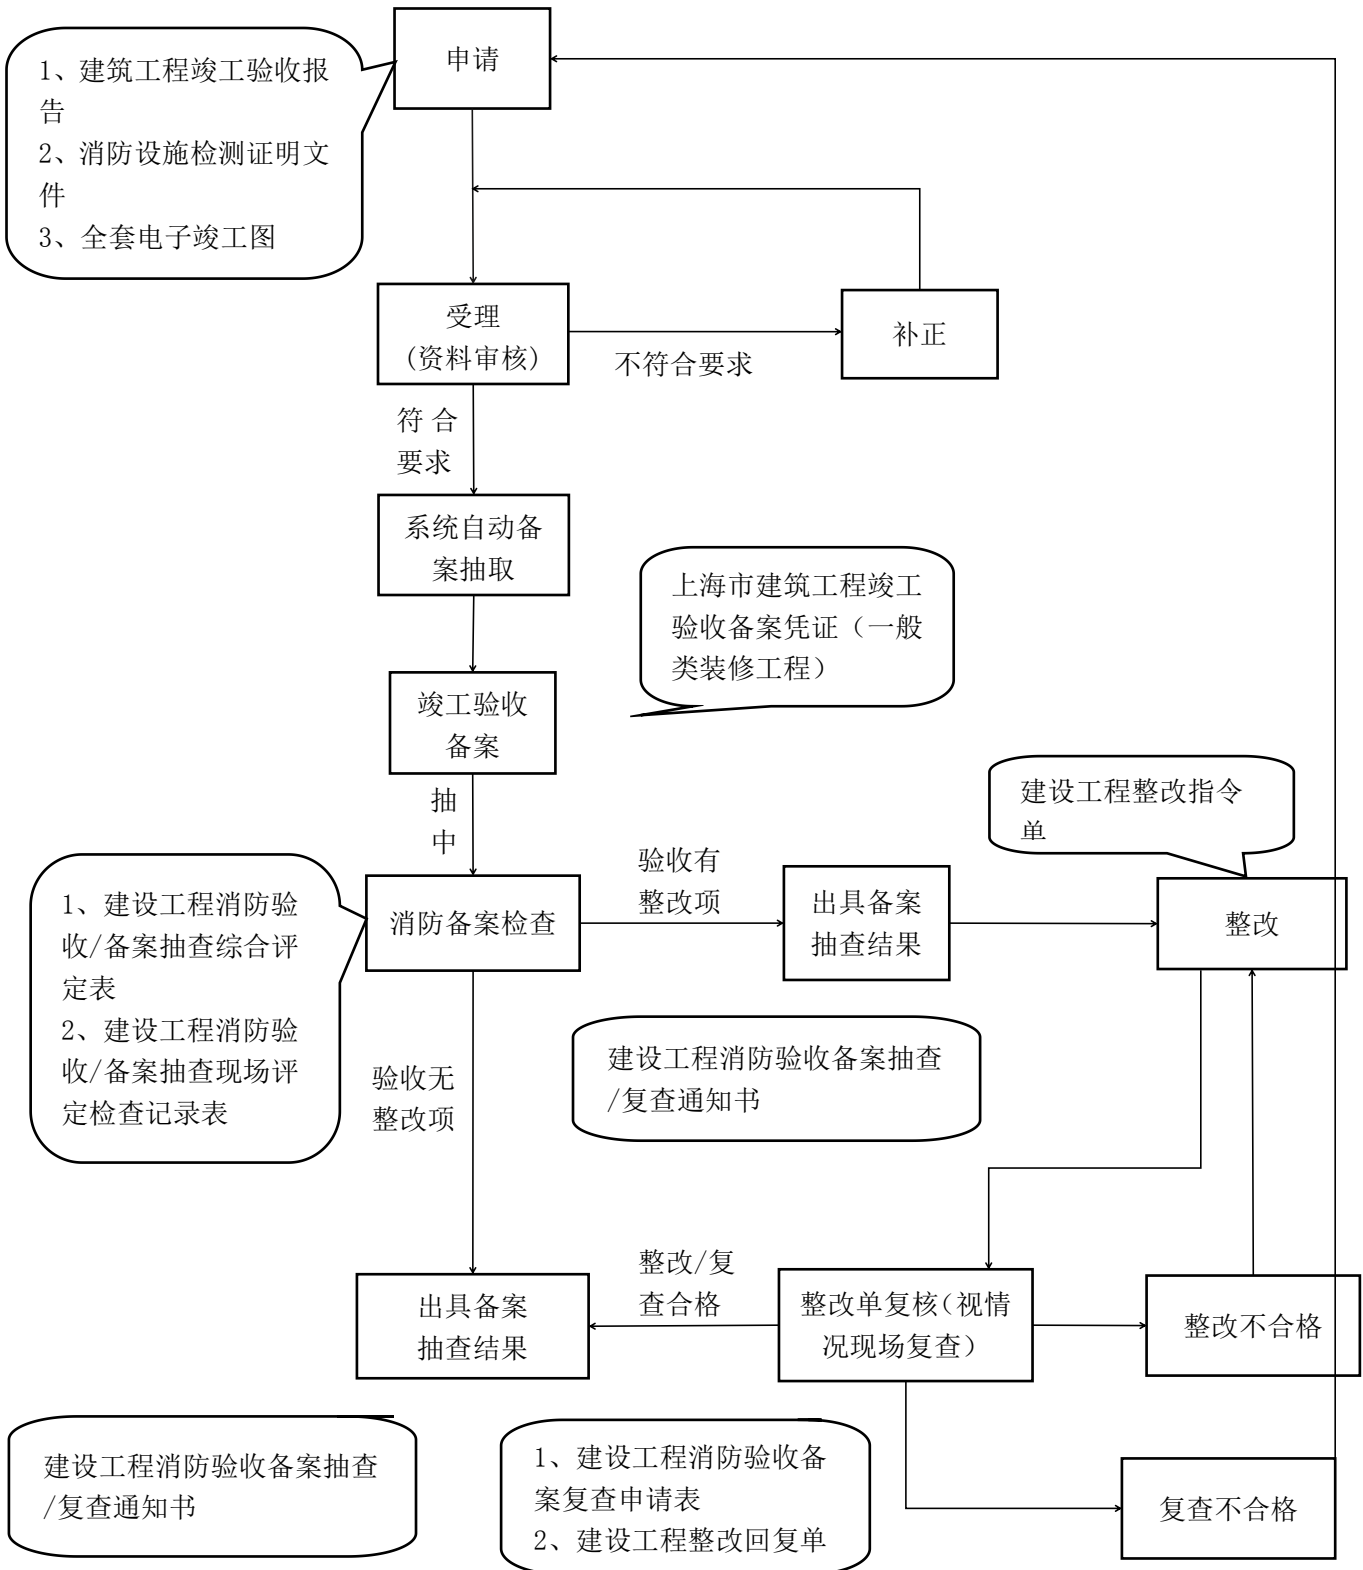 申请
1、建筑工程竣工验收报
告
2、消防设施检测证明文
件
3、全套电子竣工图
受理
(资料审核)
不符合要求
补正
符合
要求
系统自动备
案抽取
上海市建筑工程竣工
验收备案凭证（一般
类装修工程）
竣工验收
备案
抽
中
建设工程整改指令
单
1、建设工程消防验
收/备案抽查综合评
定表
2、建设工程消防验
收/备案抽查现场评
定检查记录表
消防备案检查
验收有
整改项
出具备案
抽查结果
整改
建设工程消防验收备案抽查
/复查通知书
验收无
整改项
出具备案
抽查结果
整改/复
查合格
整改单复核（视情
况现场复查）
整改不合格
建设工程消防验收备案抽查
/复查通知书
1、建设工程消防验收备
案复查申请表
2、建设工程整改回复单
复查不合格